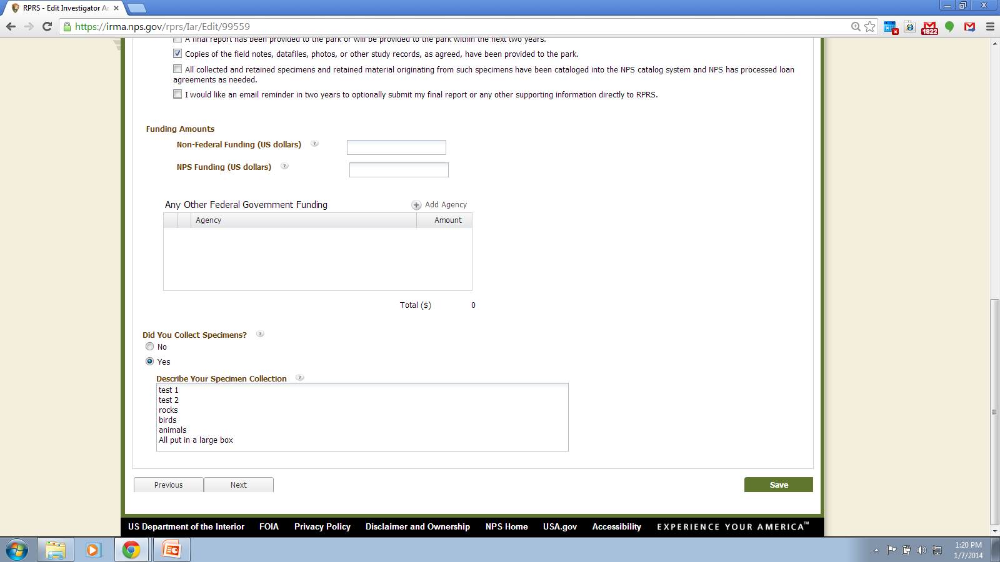 RPRS - Edit Investigator A
https://irma.nps.gov/rprs/Iar/Edit/99559
1822
A final report has been provided to the park or will be provided to the park within the next two years.
Copies of the field notes, datafiles, photos, or other study records, as agreed, have been provided to the park.
All collected and retained specimens and retained material originating from such specimens have been cataloged into the NPS catalog system and NPS has processed loan
agreements as needed.
I would like an email reminder in two years to optionally submit my final report or any other supporting information directly to RPRS.
Funding Amounts
Non-Federal Funding (US dollars) ?
NPS Funding (US dollars) ?
Any Other Federal Government Funding Add Agency
Agency Amount
Total ($) 0
Did You Collect Specimens? ?
No
Yes
Describe Your Specimen Collection ?
test 1
test 2
rocks
birds
animals
All put in a large box
Previous Next Save
US Department of the Interior FOIA Privacy Policy Disclaimer and Ownership NPS Home USA.gov Accessibility EXPERIENCE YOUR AMERICA™
1:20 PM
1/7/2014